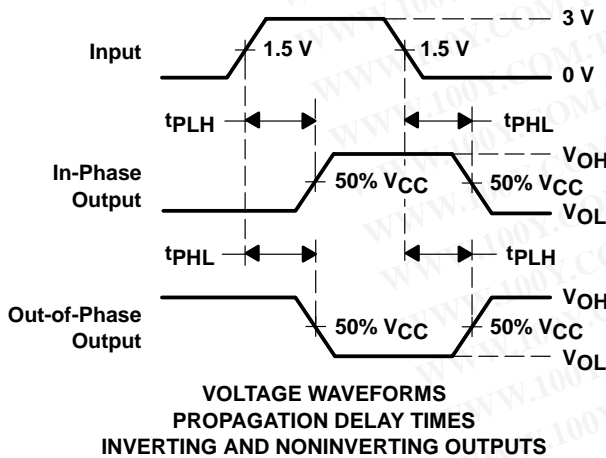 3 V
Input 1.5 V 1.5 V
0 V
tPLH tPHL
VOH
In-Phase
Output
50% VCC 50% VCC
VOL
tPHL tPLH
VOH
Out-of-Phase
Output
50% VCC 50% VCC
VOL
VOLTAGE WAVEFORMS
PROPAGATION DELAY TIMES
INVERTING AND NONINVERTING OUTPUTS